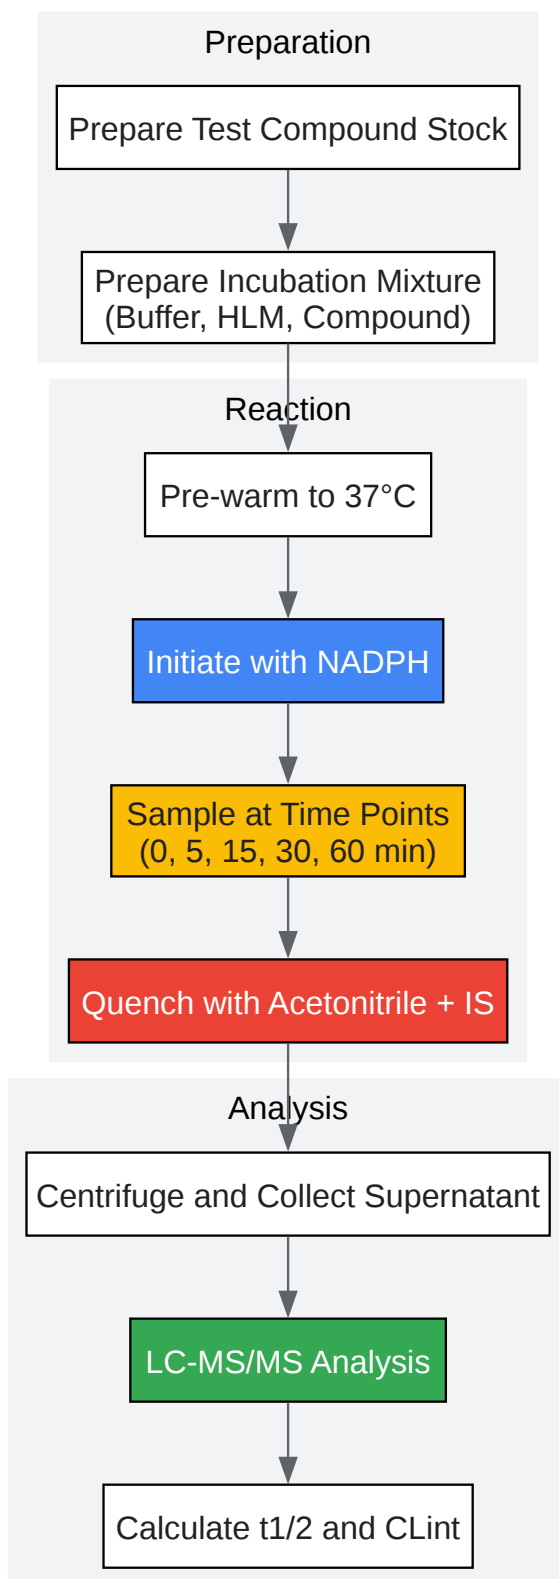 Preparation
Prepare Test Compound Stock
Prepare Incubation Mixture
(Buffer, HLM, Compound)
Reaction
Pre-warm to 37°C
Initiate with NADPH
Sample at Time Points
(0, 5, 15, 30, 60 min)
Quench with Acetonitrile + IS
Analysis
Centrifuge and Collect Supernatant
LC-MS/MS Analysis
Calculate t1/2 and CLint